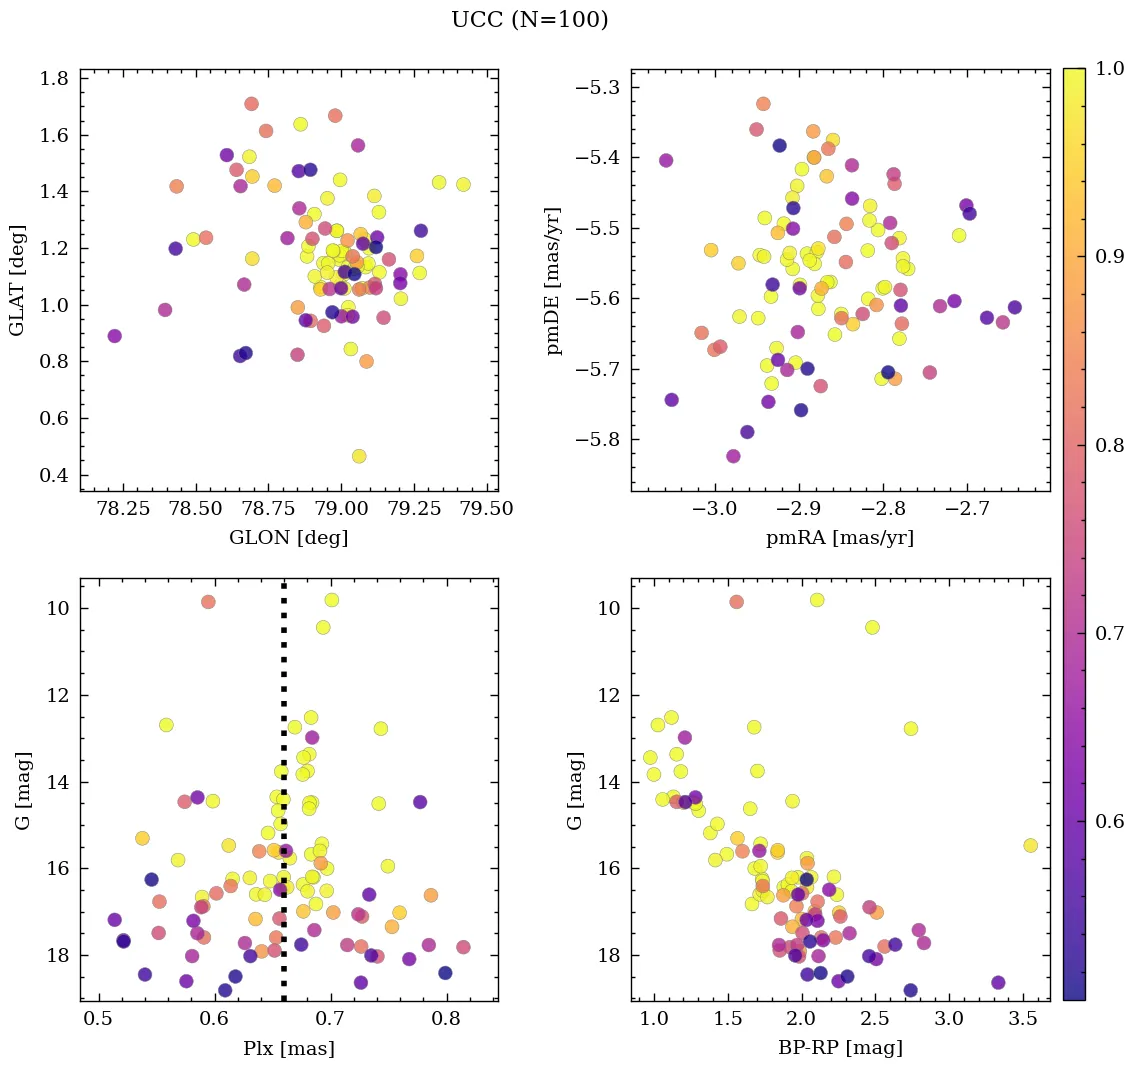 UCC (N=100)
1.8
1.6
1.4
1.2
1.0
0.8
0.6
0.4
GLAT [deg]
78.25 78.50 78.75 79.00 79.25 79.50
GLON [deg]
−5.3
−5.4
−5.5
−5.6
−5.7
−5.8
pmDE [mas/yr]
−3.0 −2.9 −2.8 −2.7
pmRA [mas/yr]
1.0
0.9
0.8
0.7
0.6
10
12
14
16
18
G [mag]
0.5 0.6 0.7 0.8
Plx [mas]
10
12
14
16
18
G [mag]
1.0 1.5 2.0 2.5 3.0 3.5
BP-RP [mag]